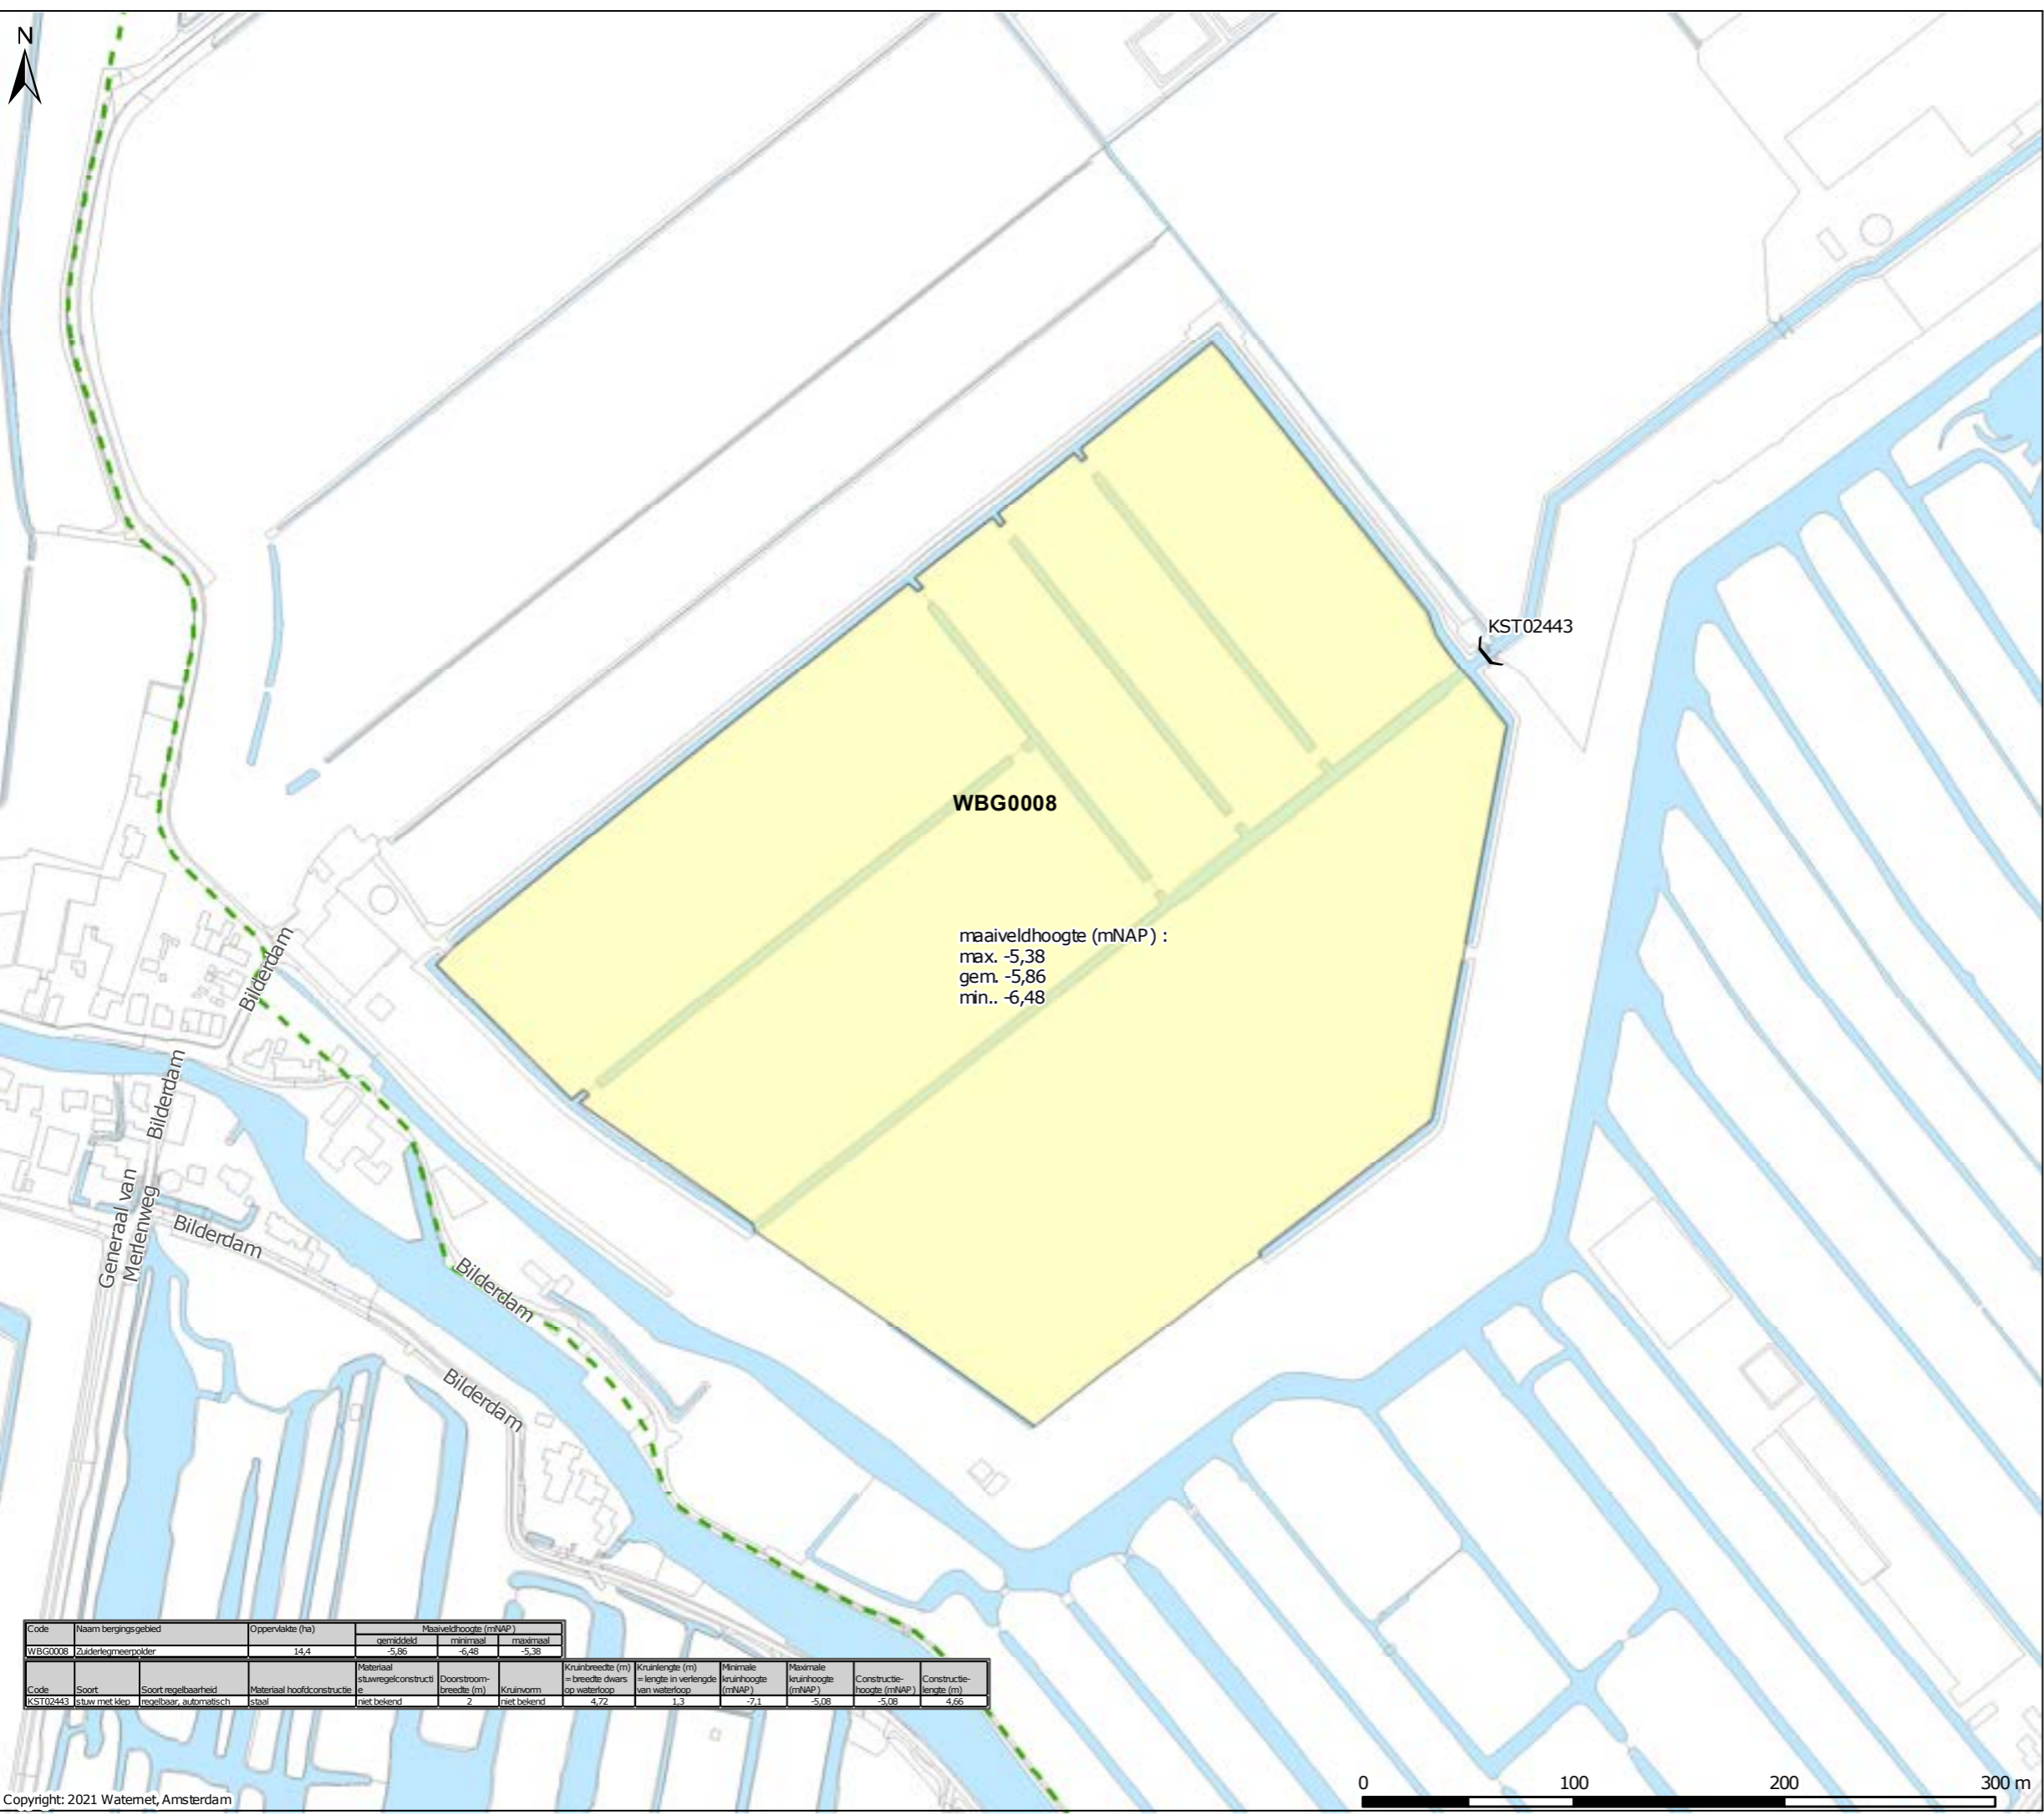 N
KST02443
WBG0008
maaiveldhoogte (mNAP) :
max. -5,38
gem. -5,86
min.. -6,48
Bilderdam
Bilderdam
Generaal van
Merlenweg
Bilderdam
Bilderdam
Bilderdam
Code Naam bergingsgebied Oppervlakte (ha) Maaiveldhoogte (mNAP)
gemiddeld minimaal maximaal
WBG0008 Zuiderlegmeerpolder 14,4 -5,86 -6,48 -5,38
Code Soort Soort regelbaarheid Materiaal hoofdconstructie Materiaal stuwregelconstructi e Doorstroom- breedte (m) Kruinvorm Kruinbreedte (m) = breedte dwars op waterloop Kruinlengte (m) = lengte in verlengde van waterloop Minimale kruinhoogte (mNAP) Maximale kruinhoogte (mNAP) Constructie- hoogte (mNAP) Constructie- lengte (m)
KST02443 stuw met klep regelbaar, automatisch staal niet bekend 2 niet bekend 4,72 1,3 -7,1 -5,08 -5,08 4,66
0 100 200 300 m
Copyright: 2021 Waternet, Amsterdam